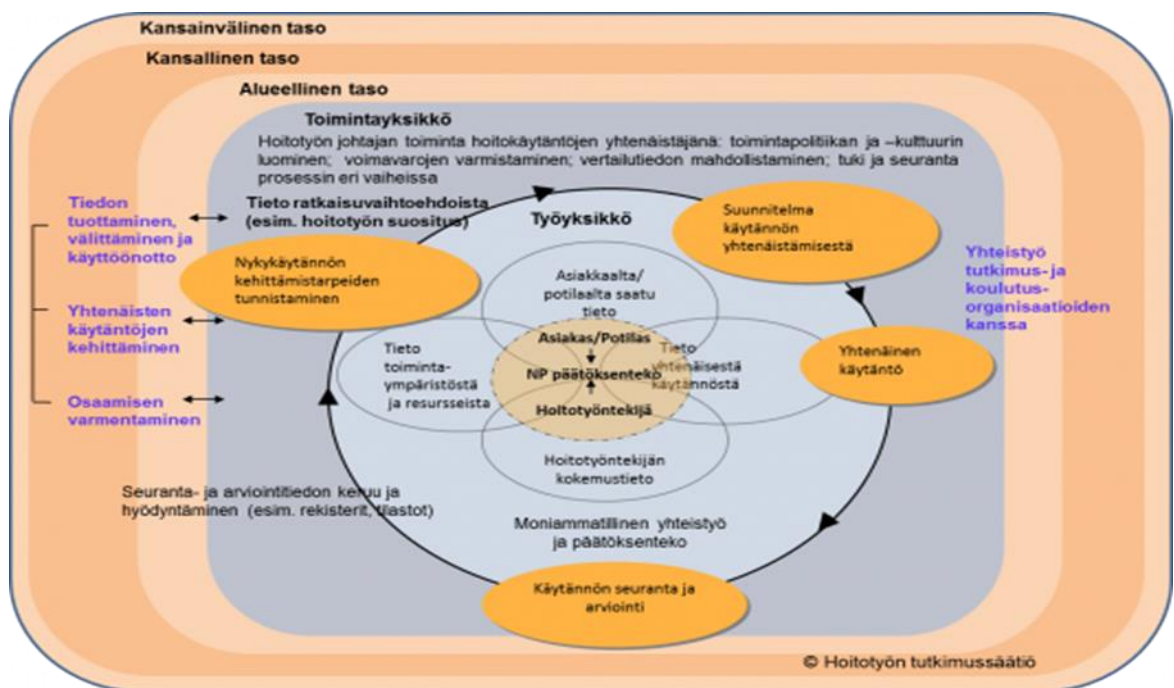 Kansainvälinen taso
Kansallinen taso
Alueellinen taso
Toimintayksikkö
Hoitotyön johtajan toiminta hoitokäytäntöjen yhtenäistäjänä: toimintapolitiikan ja –kulttuurin
luominen; voimavarojen varmistaminen; vertailutiedon mahdollistaminen; tuki ja seuranta
prosessin eri vaiheissa
Tiedon
tuottaminen,
välittäminen ja
käyttöönotto
Yhtenäisten
käytäntöjen
kehittäminen
Osaamisen
varmentaminen
Tieto ratkaisuvaihtoehdoista
(esim. hoitotyön suositus)
Nykykäytännön
kehittämistarpeiden
tunnistaminen
Työyksikkö
Suunnitelma
käytännön
yhtenäistämisestä
Yhteistyö
tutkimus- ja
koulutus-
organisaatioiden
kanssa
Yhtenäinen
käytäntö
Asiakkaalta/
potilaalta saatu
tieto
Tieto
toiminta-
ympäristöstä
ja resursseista
Asiakas/Potilas
NP päätöksenteko
Hoitotyöntekijä
Tieto
yhtenäisestä
käytännöstä
Hoitotyöntekijän
kokemustieto
Seuranta- ja arviointitiedon keruu ja
hyödyntäminen (esim. rekisterit, tilastot)
Moniammatillinen yhteistyö
ja päätöksenteko
Käytännön seuranta ja
arviointi
© Hoitotyön tutkimussäätiö